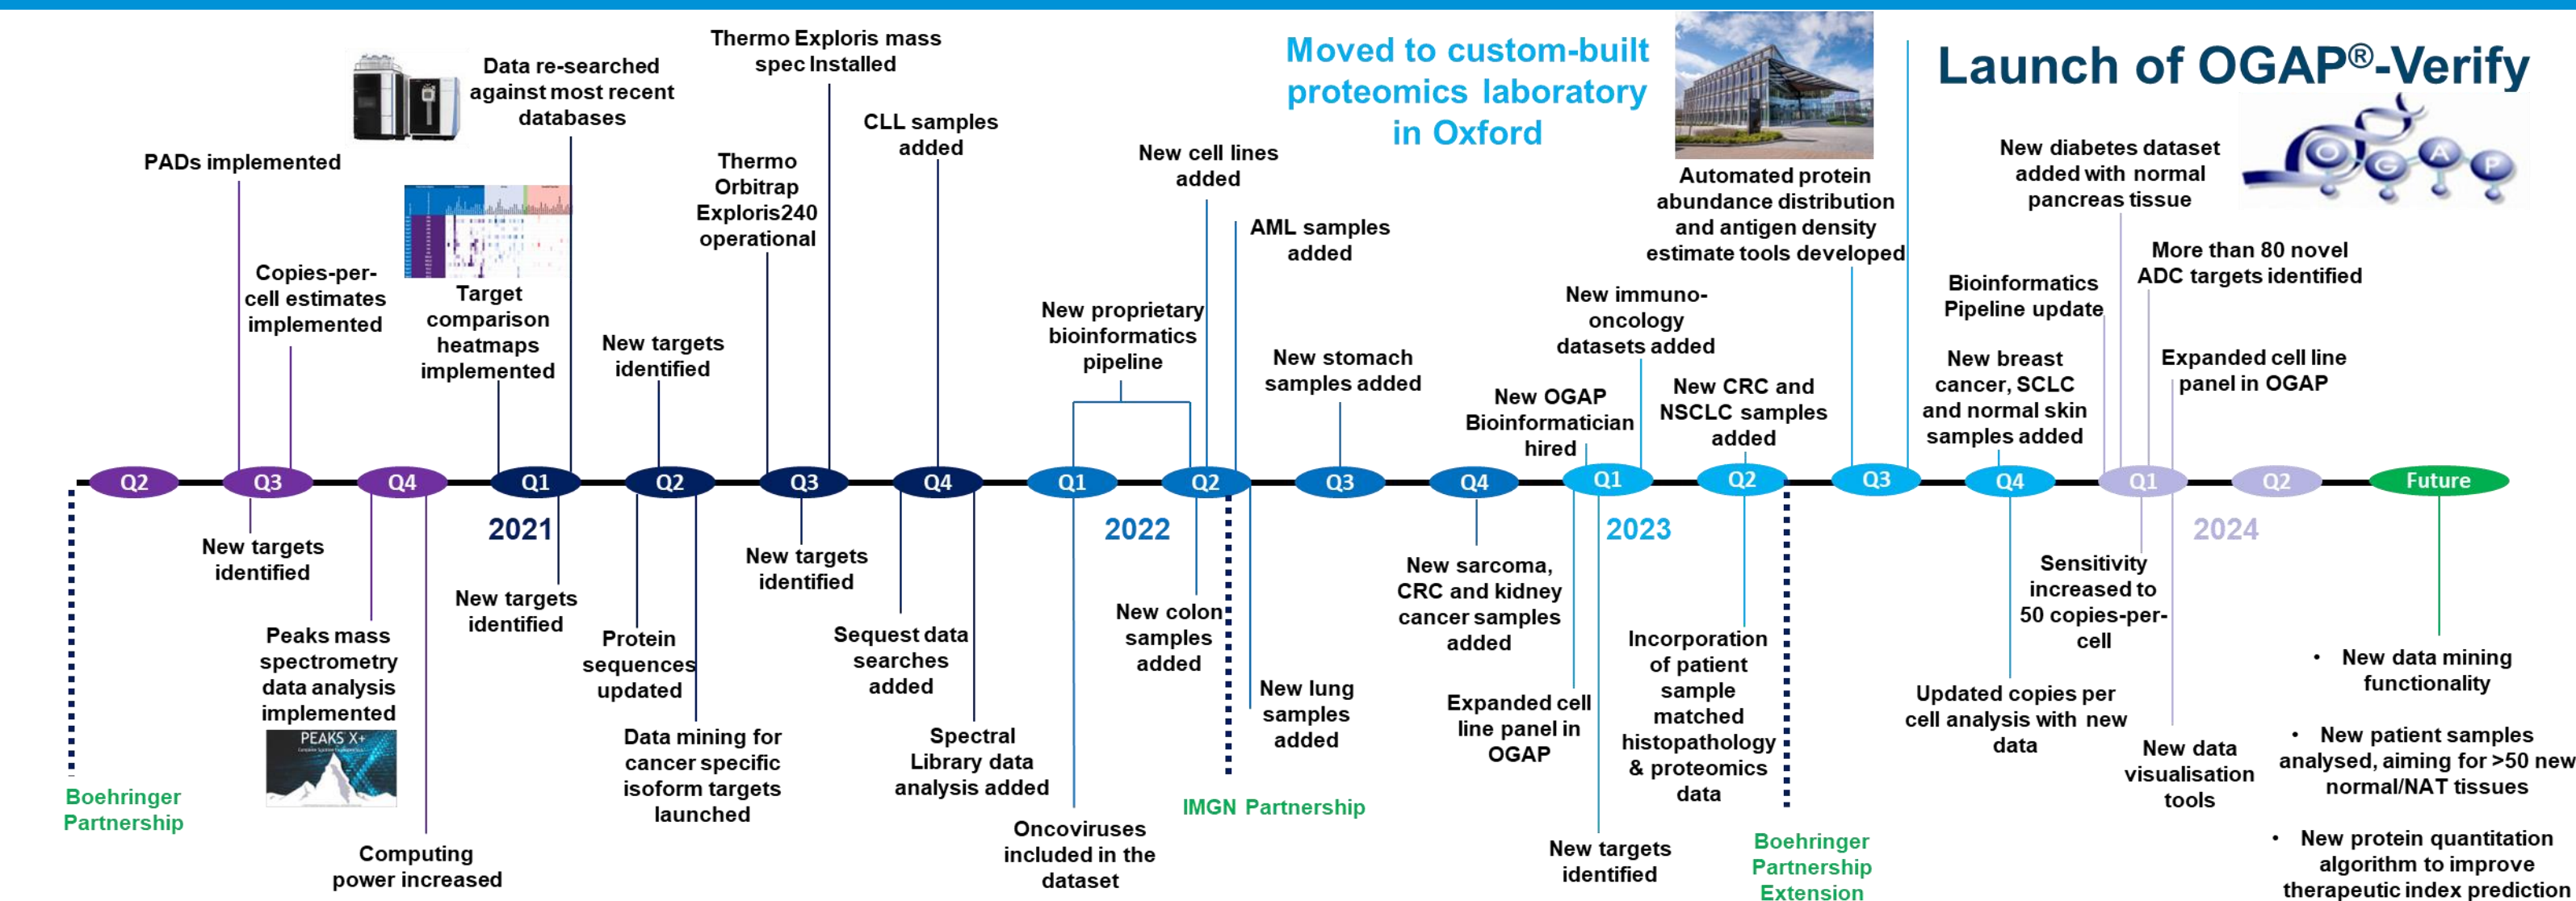 Moved to custom-built
proteomics laboratory
in Oxford
Launch of OGAP®-Verify
O G A P
PADs implemented
Copies-per-
cell estimates
implemented
Target
comparison
heatmaps
implemented
Data re-searched
against most recent
databases
New targets
identified
Thermo
Orbitrap
Exploris240
operational
Thermo Exploris mass
spec Installed
CLL samples
added
New proprietary
bioinformatics
pipeline
New cell lines
added
AML samples
added
New stomach
samples added
New OGAP
Bioinformatician
hired
New immuno-
oncology
datasets added
New CRC and
NSCLC samples
added
Automated protein
abundance distribution
and antigen density
estimate tools developed
New breast
cancer, SCLC
and normal skin
samples added
Bioinformatics
Pipeline update
New diabetes dataset
added with normal
pancreas tissue
More than 80 novel
ADC targets identified
Expanded cell line
panel in OGAP
Q2 Q3 Q4 Q1 Q2 Q3 Q4 Q1 Q2 Q3 Q4 Q1 Q2 Q3 Q4 Q1 Q2 Future
2021 2022 2023 2024
Boehringer
Partnership
New targets
identified
Peaks mass
spectrometry
data analysis
implemented
PEAKS X+
Computing
power increased
New targets
identified
Protein
sequences
updated
Data mining for
cancer specific
isoform targets
launched
New targets
identified
Sequest data
searches
added
Spectral
Library data
analysis added
Oncoviruses
included in the
dataset
New colon
samples
added
IMGN Partnership
New lung
samples
added
New sarcoma,
CRC and kidney
cancer samples
added
Expanded cell
line panel in
OGAP
New targets
identified
Incorporation
of patient
sample
matched
histopathology
& proteomics
data
Boehringer
Partnership
Extension
Updated copies per
cell analysis with new
data
Sensitivity
increased to
50 copies-per-
cell
New data
visualisation
tools
• New data mining
functionality
• New patient samples
analysed, aiming for >50 new
normal/NAT tissues
• New protein quantitation
algorithm to improve
therapeutic index prediction